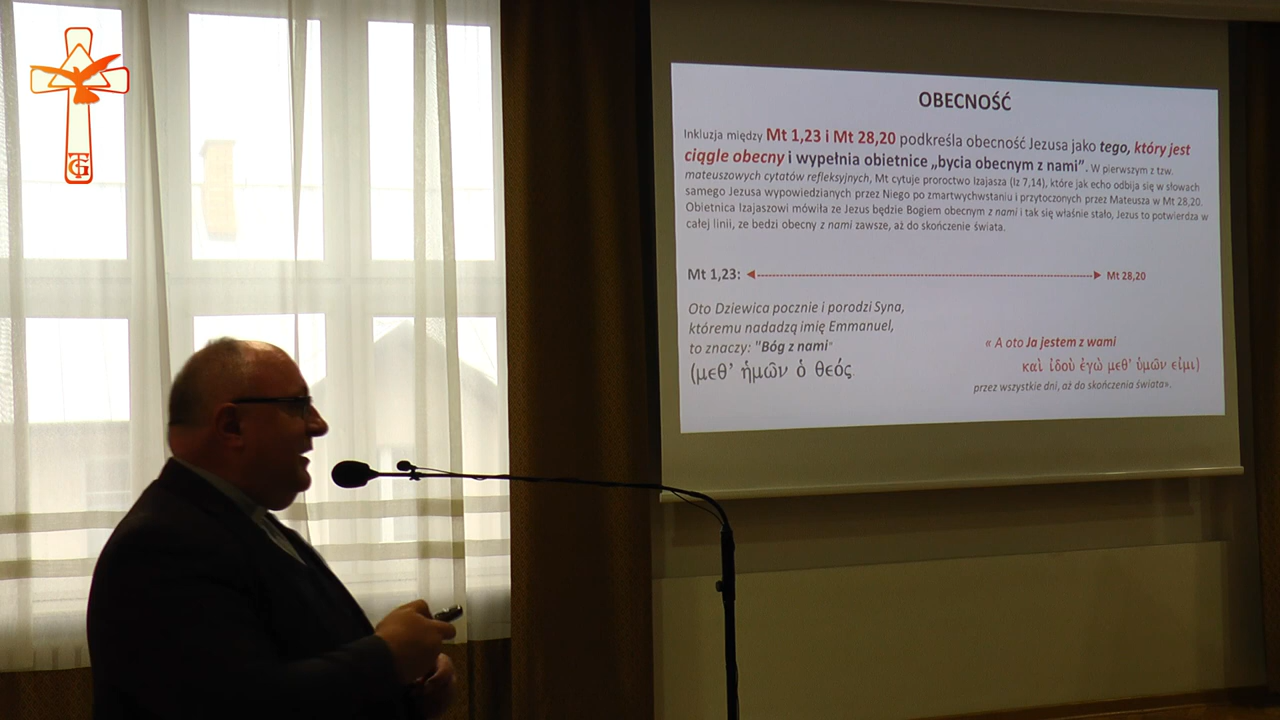 OBECNOŚĆ
Inkluzja między Mt 1,23 i Mt 28,20 podkreśla obecność Jezusa jako tego, który jest
ciągle obecny i wypełnia obietnice „bycia obecnym z nami”. W pierwszym z tzw.
mateuszowych cytatów refleksyjnych, Mt cytuje proroctwo Izajasza (Iz 7,14), które jak echo odbija się w słowach
samego Jezusa wypowiedzianych przez Niego po zmartwychwstaniu i przytoczonych przez Mateusza w Mt 28,20.
Obietnica Izajaszowi mówiła ze Jezus będzie Bogiem obecnym z nami i tak się właśnie stało, Jezus to potwierdza w
całej linii, ze bedzi obecny z nami zawsze, aż do skończenie świata.
Mt 1,23: Mt 28,20
Oto Dziewica pocznie i porodzi Syna,
któremu nadadzą imię Emmanuel,
to znaczy: "Bóg z nami"
(μεθ’ ἡμῶν ὁ θεός
« A oto Ja jestem z wami
καὶ ἰδοὺ ἐγὼ μεθ’ ὑμῶν εἰμι)
przez wszystkie dni, aż do skończenia świata».